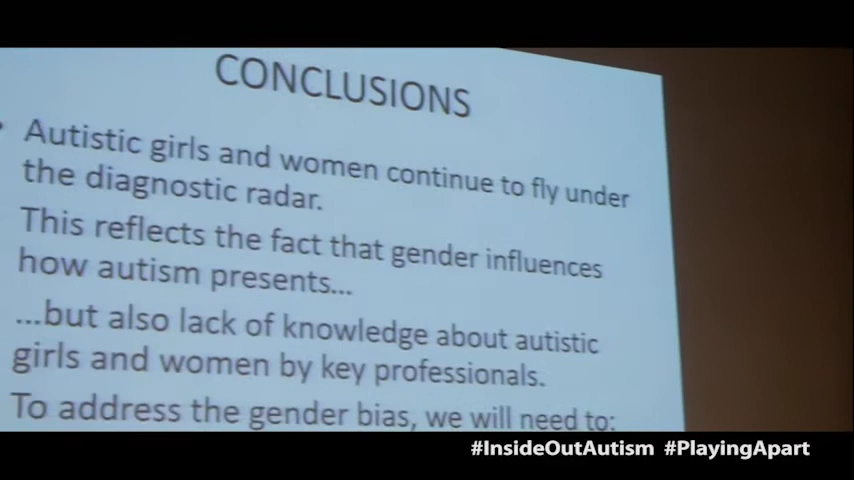 CONCLUSIONS
• Autistic girls and women continue to fly under
the diagnostic radar.
This reflects the fact that gender influences
how autism presents...
...but also lack of knowledge about autistic
girls and women by key professionals.
To address the gender bias, we will need to:
#InsideOutAutism #PlayingApart